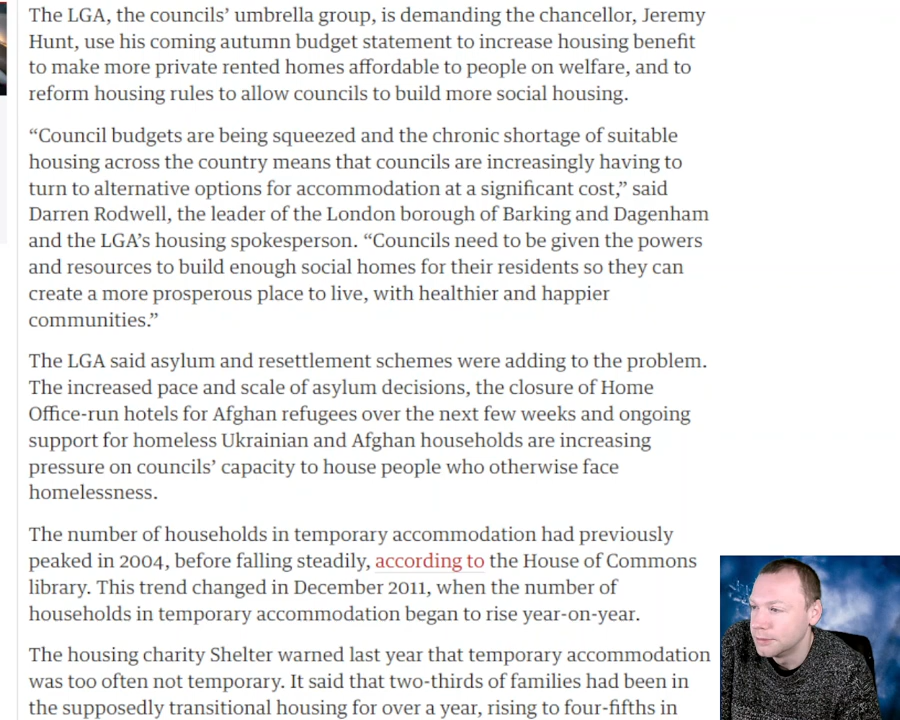 The LGA, the councils’ umbrella group, is demanding the chancellor, Jeremy
Hunt, use his coming autumn budget statement to increase housing benefit
to make more private rented homes affordable to people on welfare, and to
reform housing rules to allow councils to build more social housing.
“Council budgets are being squeezed and the chronic shortage of suitable
housing across the country means that councils are increasingly having to
turn to alternative options for accommodation at a significant cost,” said
Darren Rodwell, the leader of the London borough of Barking and Dagenham
and the LGA’s housing spokesperson. “Councils need to be given the powers
and resources to build enough social homes for their residents so they can
create a more prosperous place to live, with healthier and happier
communities.”
The LGA said asylum and resettlement schemes were adding to the problem.
The increased pace and scale of asylum decisions, the closure of Home
Office-run hotels for Afghan refugees over the next few weeks and ongoing
support for homeless Ukrainian and Afghan households are increasing
pressure on councils’ capacity to house people who otherwise face
homelessness.
The number of households in temporary accommodation had previously
peaked in 2004, before falling steadily, according to the House of Commons
library. This trend changed in December 2011, when the number of
households in temporary accommodation began to rise year-on-year.
The housing charity Shelter warned last year that temporary accommodation
was too often not temporary. It said that two-thirds of families had been in
the supposedly transitional housing for over a year, rising to four-fifths in